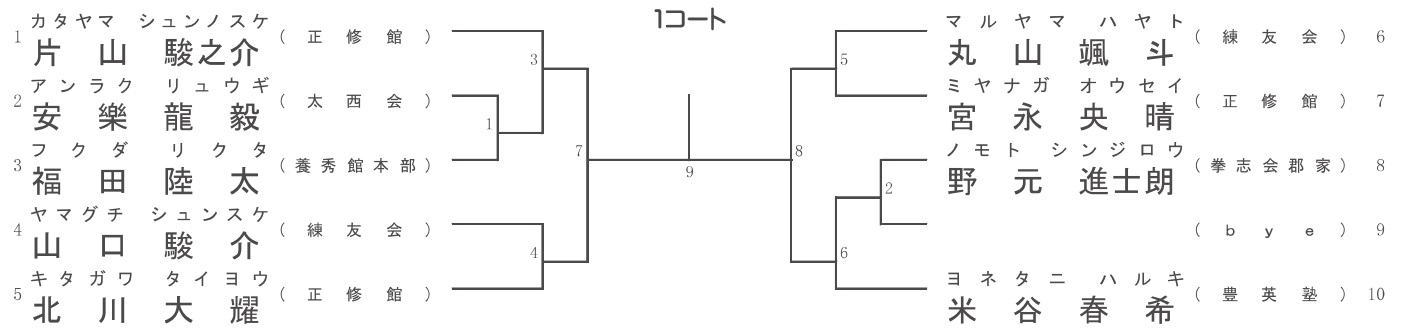 1コート
カタヤマ シュンノスケ
1 片山 駿之介 (正修館)
アンラク リュウギ
2 安樂 龍毅 (太西会)
フクダ リクタ
3 福田 陸太 (養秀館本部)
ヤマグチ シュンスケ
4 山口 駿介 (練友会)
キタガワ タイヨウ
5 北川 大耀 (正修館)
3
1
7
4
9
5
8
2
6
マルヤマ ハヤト
丸山 颯斗 (練友会) 6
ミヤナガ オウセイ
宮永 央晴 (正修館) 7
ノモト シンジロウ
野元 進士朗 (拳志会郡家) 8
(bye) 9
ヨネタニ ハルキ
米谷 春希 (豊英塾) 10